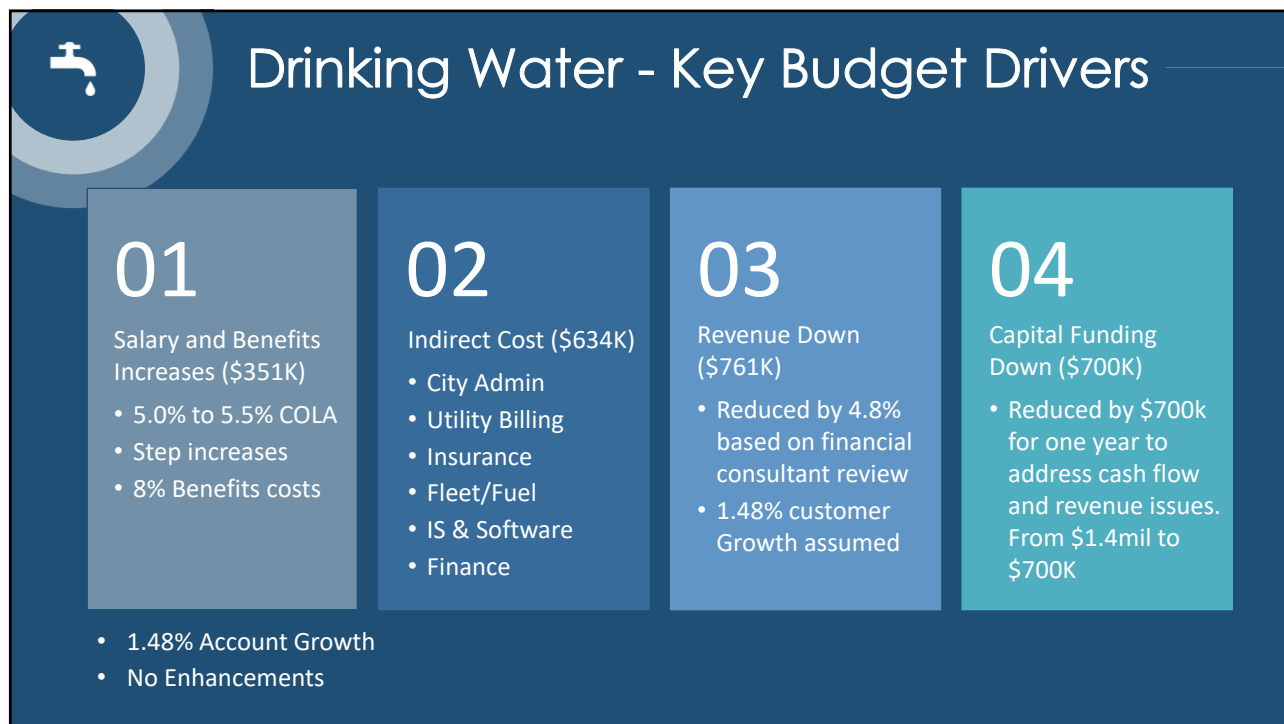 Drinking Water - Key Budget Drivers
01
Salary and Benefits
Increases ($351K)
• 5.0% to 5.5% COLA
• Step increases
• 8% Benefits costs
02
Indirect Cost ($634K)
• City Admin
• Utility Billing
• Insurance
• Fleet/Fuel
• IS & Software
• Finance
03
Revenue Down
($761K)
• Reduced by 4.8%
based on financial
consultant review
• 1.48% customer
Growth assumed
04
Capital Funding
Down ($700K)
• Reduced by $700k
for one year to
address cash flow
and revenue issues.
From $1.4mil to
$700K
• 1.48% Account Growth
• No Enhancements